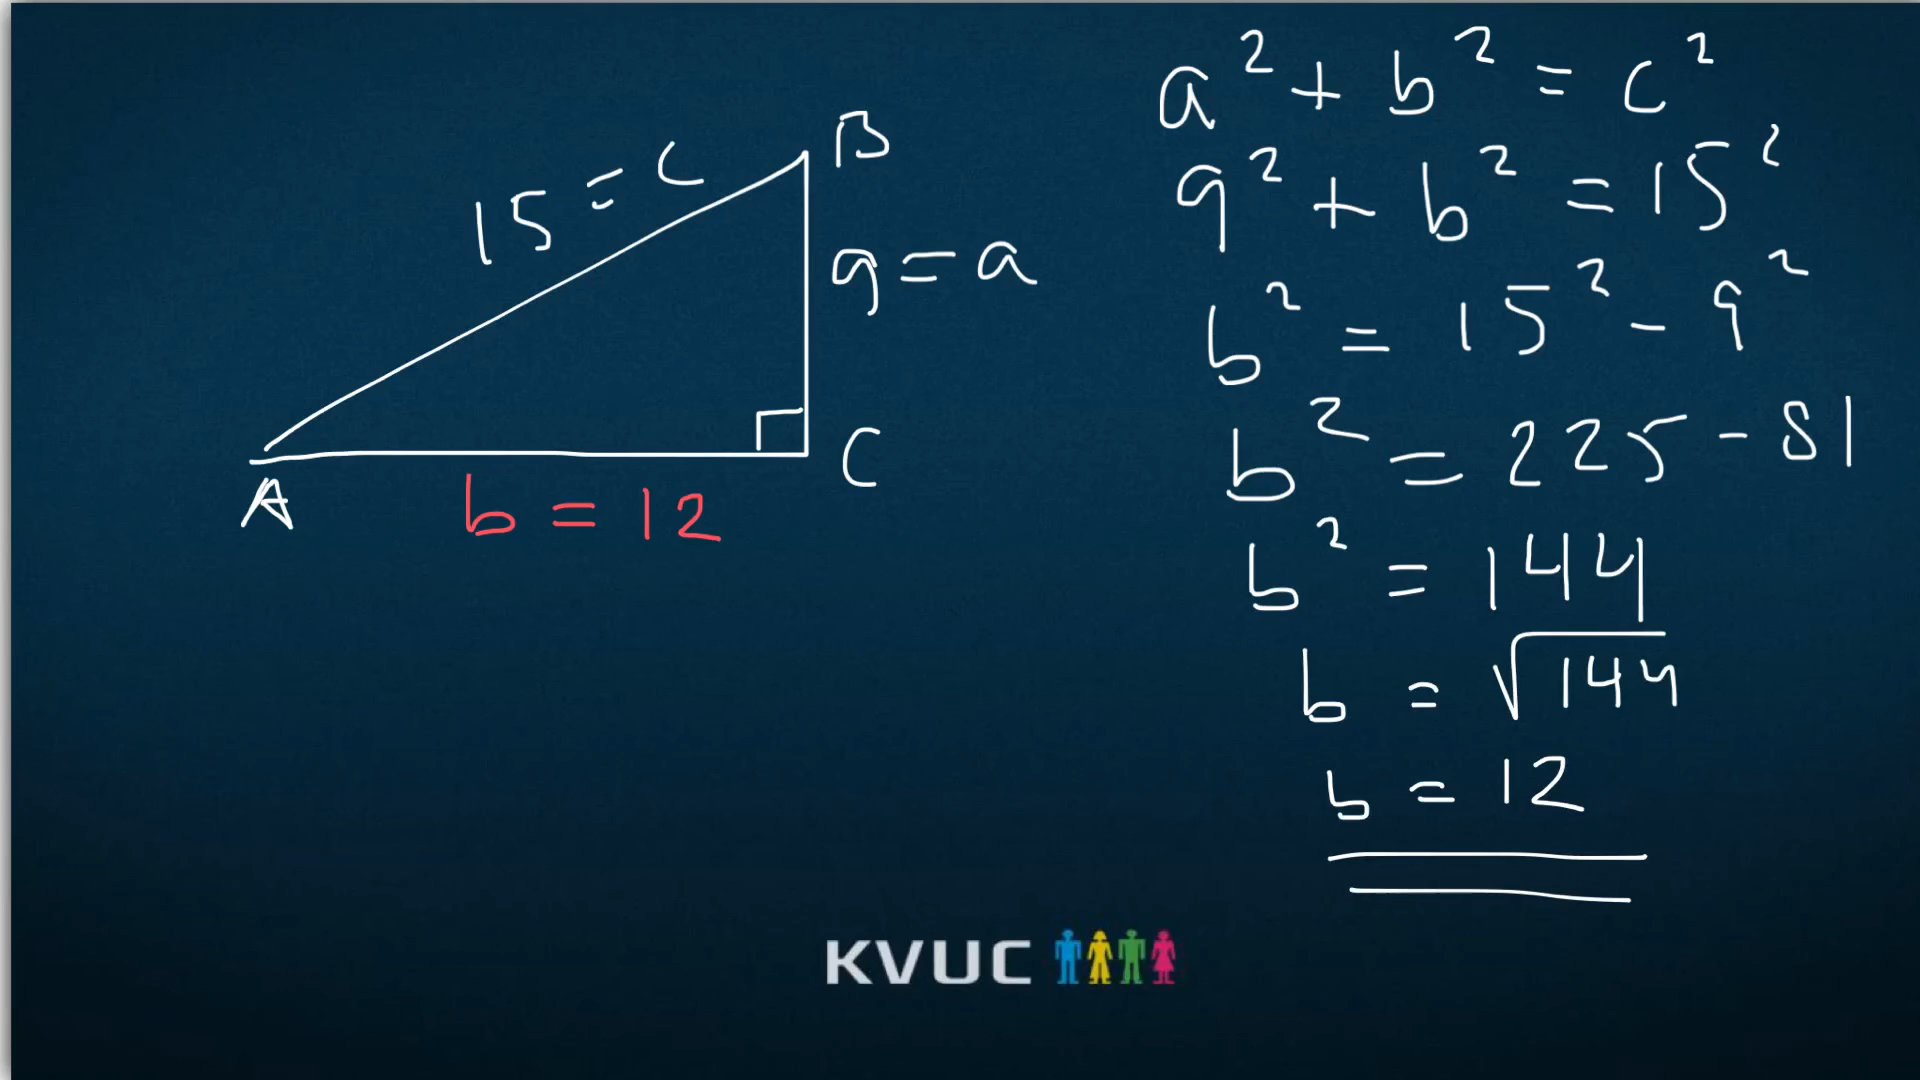 B
15 = c
9 = a
C
A
b = 12
a² + b² = c²
9² + b² = 15²
b² = 15² - 9²
b² = 225 - 81
b² = 144
b = √144
b = 12
KVUC